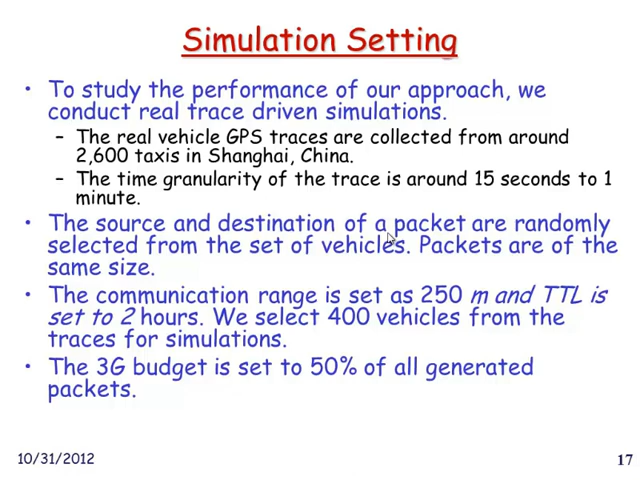 Simulation Setting
• To study the performance of our approach, we
conduct real trace driven simulations.
– The real vehicle GPS traces are collected from around
2,600 taxis in Shanghai, China.
– The time granularity of the trace is around 15 seconds to 1
minute.
• The source and destination of a packet are randomly
selected from the set of vehicles. Packets are of the
same size.
• The communication range is set as 250 m and TTL is
set to 2 hours. We select 400 vehicles from the
traces for simulations.
• The 3G budget is set to 50% of all generated
packets.
10/31/2012
17